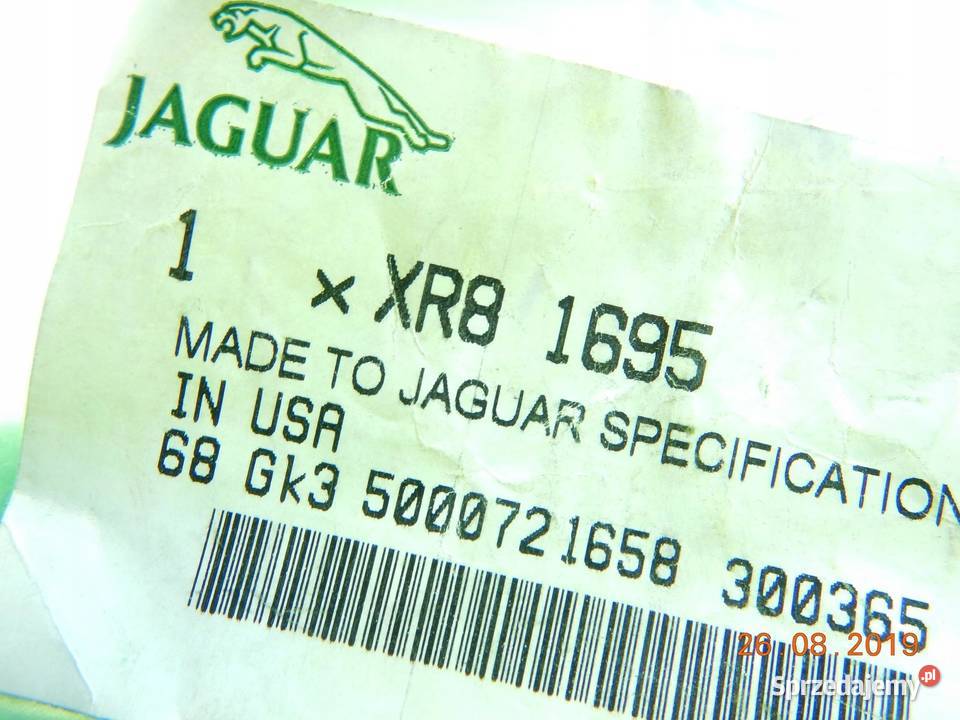 JAGUAR
1 x XR8 1695
MADE TO JAGUAR SPECIFICATION
IN USA
68 Gk3 5000721658 300365
26.08.2019
Sprzedajemy.pl